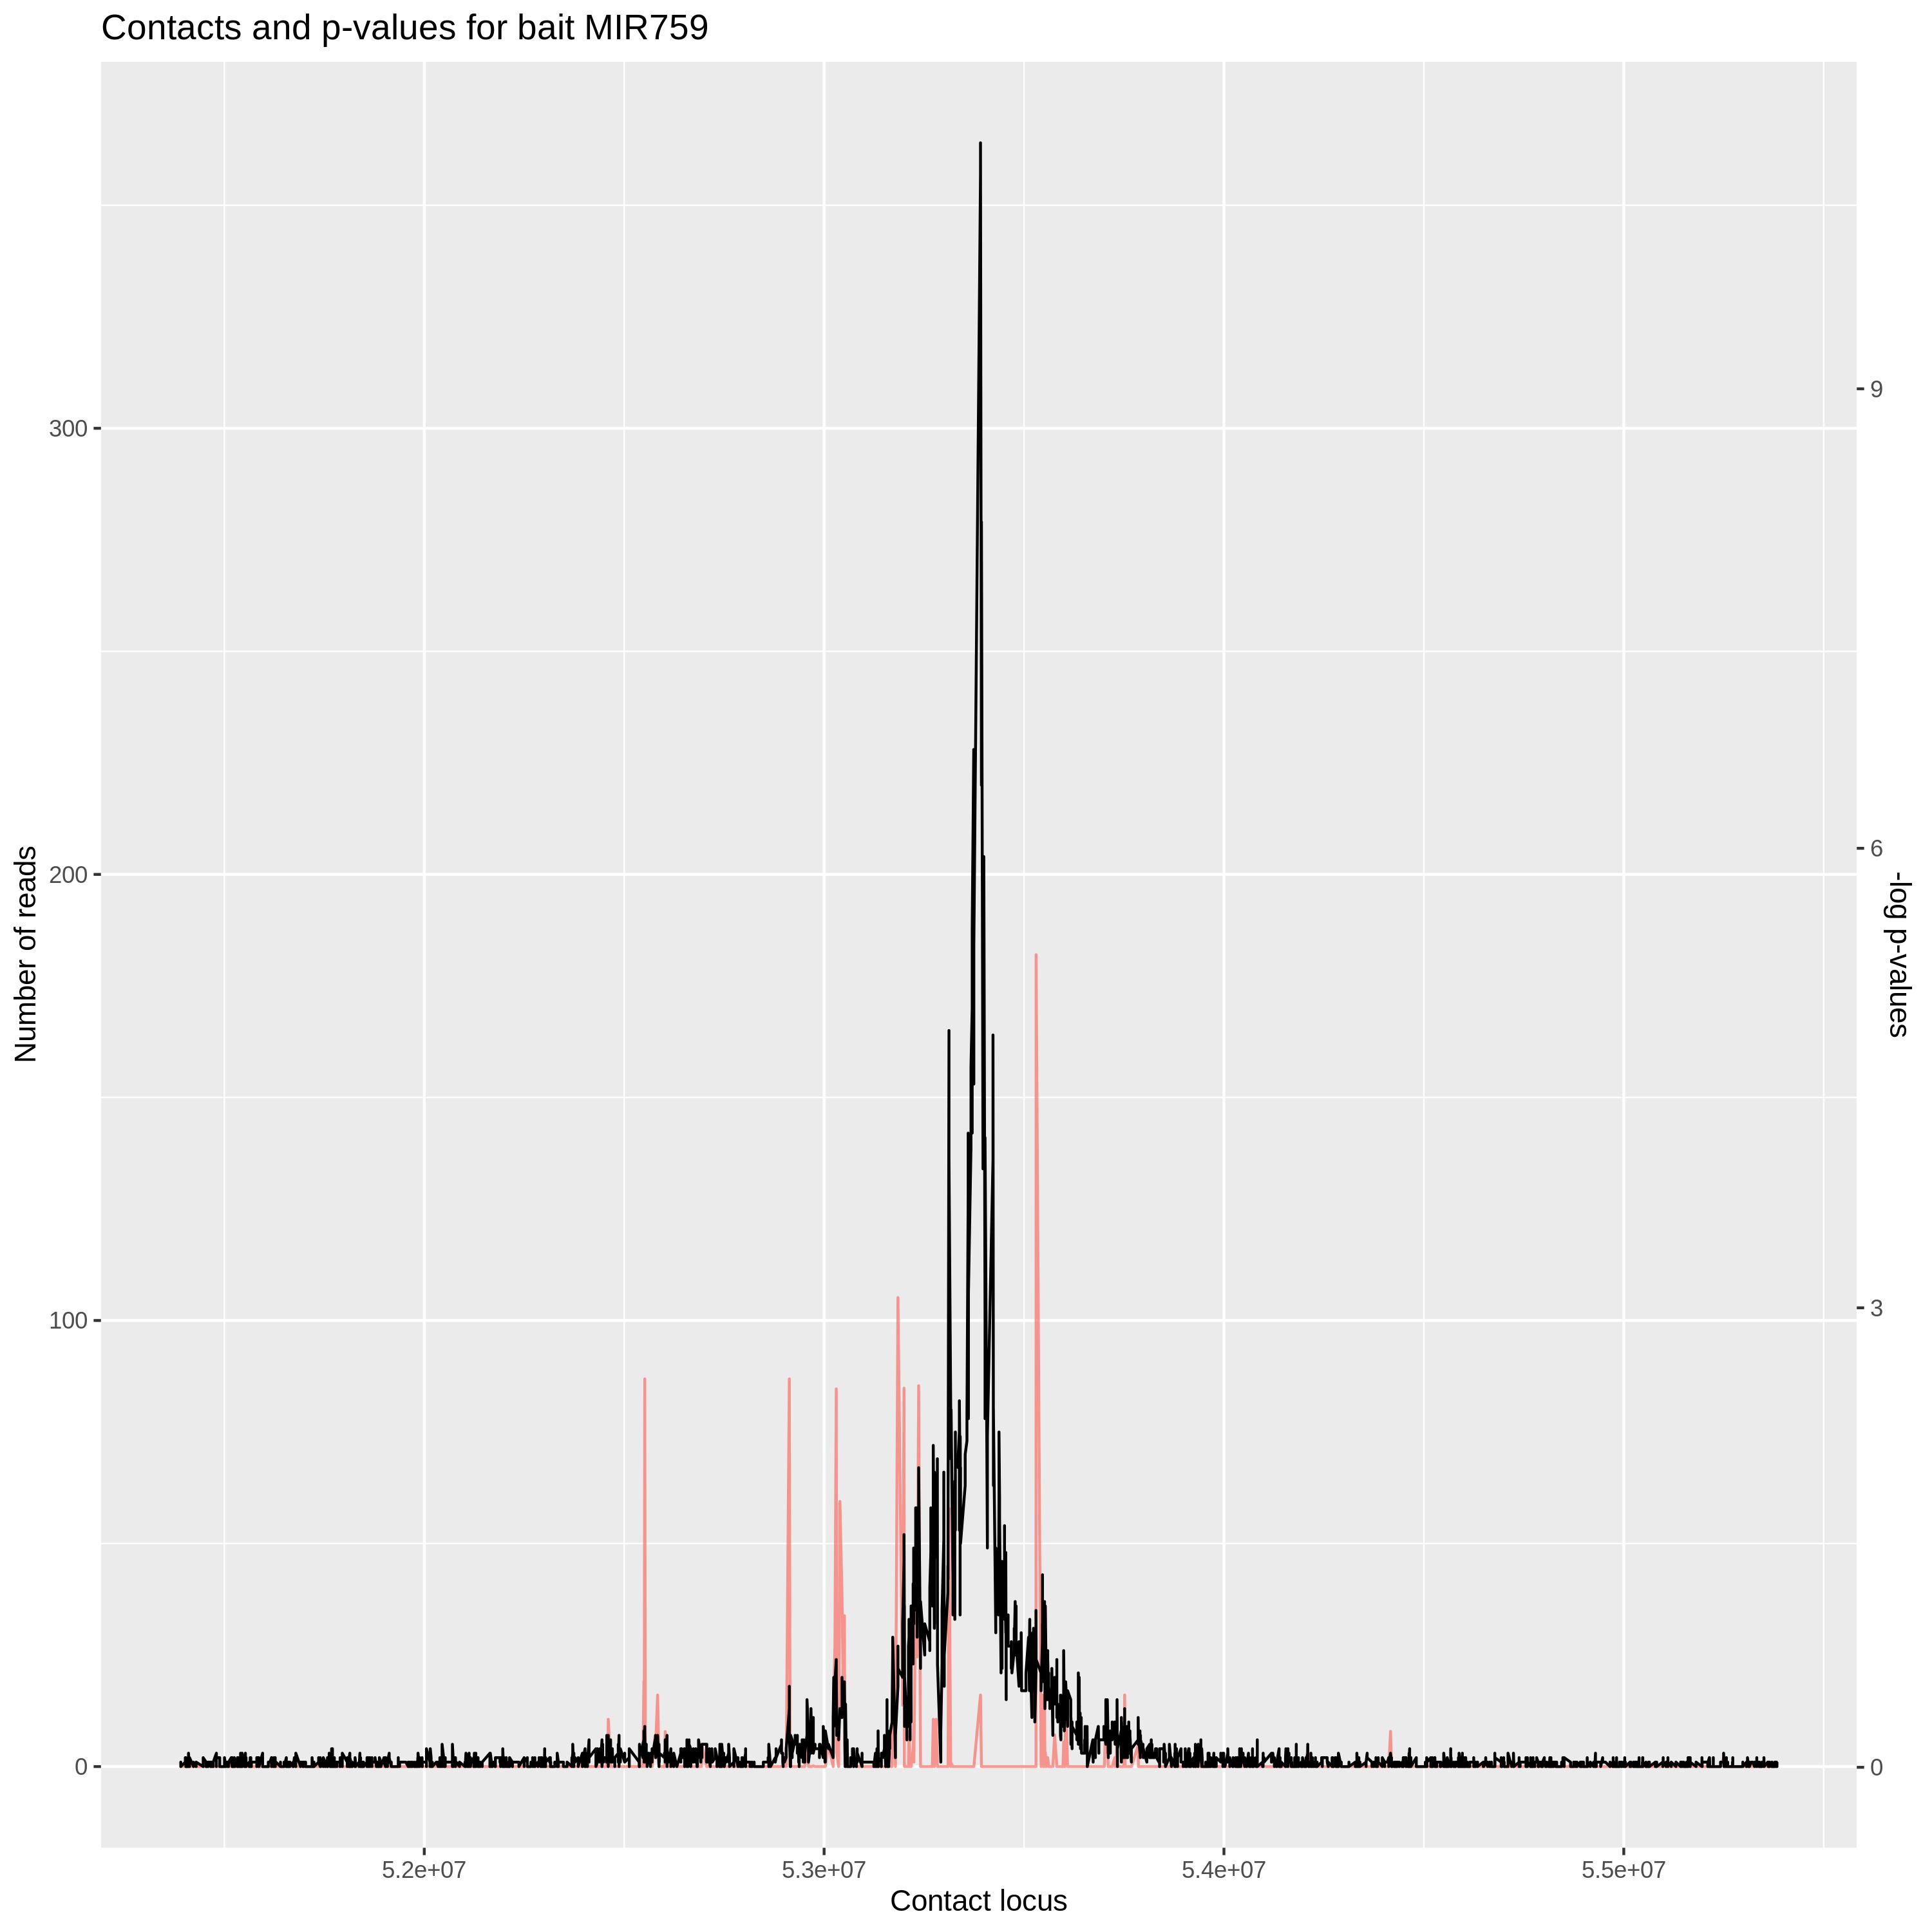 Contacts and p-values for bait MIR759
Number of reads
300
200
100
0
9
6
3
0
-log p-values
5.2e+07
5.3e+07
5.4e+07
5.5e+07
Contact locus